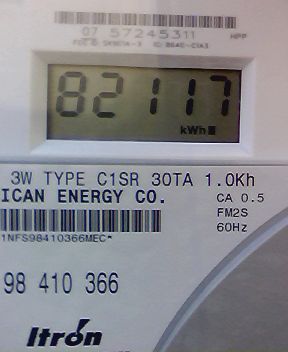 07 57245311 HPP
82117
kWh
3W TYPE C1SR 30TA 1.0Kh
ICAN ENERGY CO. CA 0.5
FM2S
60Hz
1NFS98410366MEC*
98 410 366
Itron